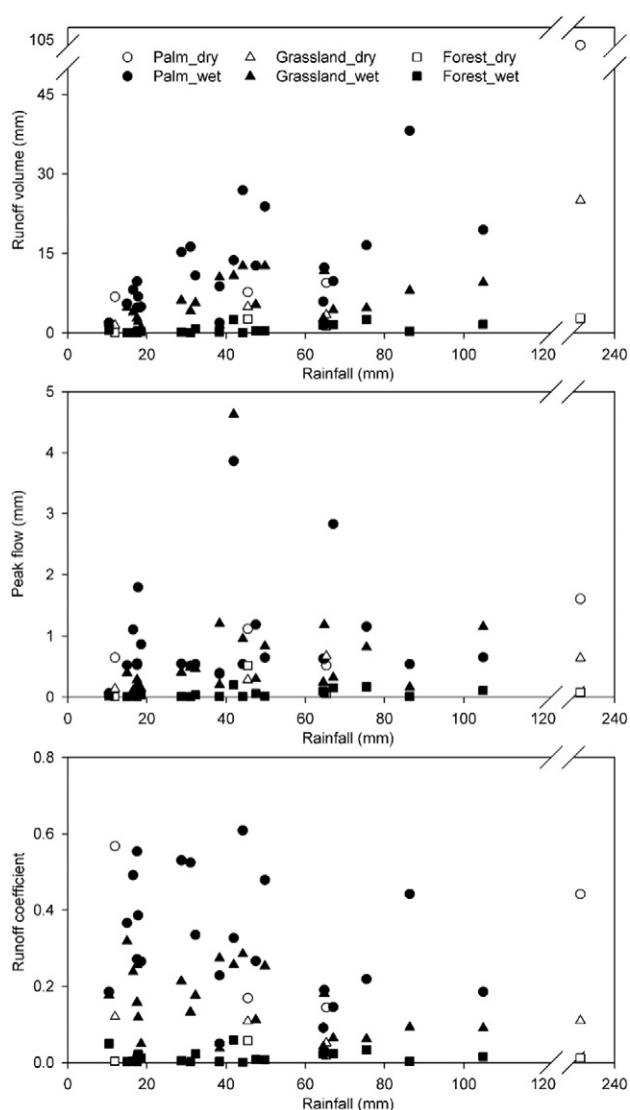 105
Palm_dry Grassland_dry Forest_dry
Palm_wet Grassland_wet Forest_wet
45
30
15
0
Runoff volume (mm)
0 20 40 60 80 100 120 240
Rainfall (mm)
5
4
3
2
1
0
Peak flow (mm)
0 20 40 60 80 100 120 240
Rainfall (mm)
0.8
0.6
0.4
0.2
0.0
Runoff coefficient
0 20 40 60 80 100 120 240
Rainfall (mm)